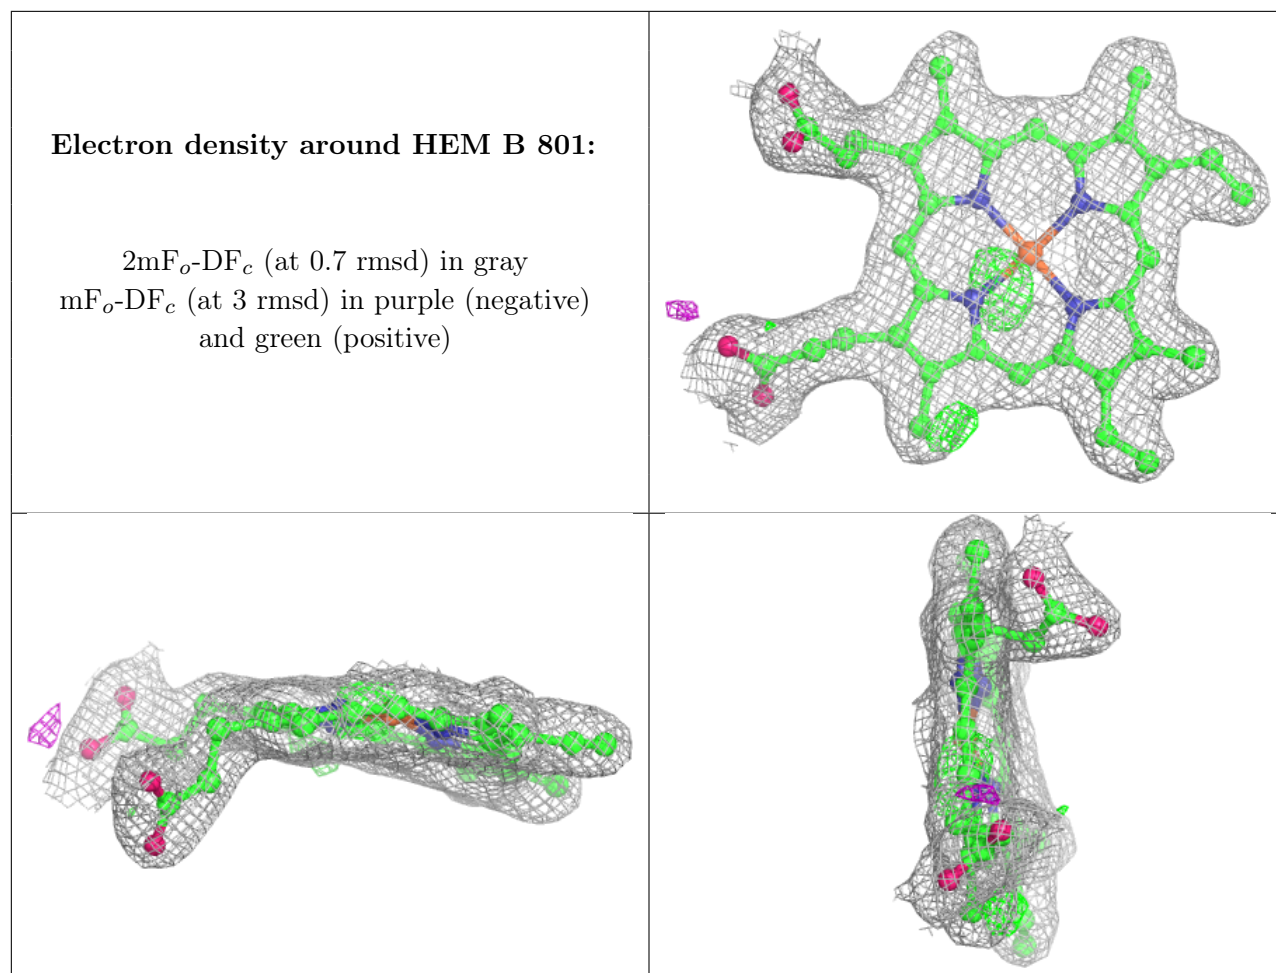 Electron density around HEM B 801:
2mFo-DFc (at 0.7 rmsd) in gray
mFo-DFc (at 3 rmsd) in purple (negative)
and green (positive)